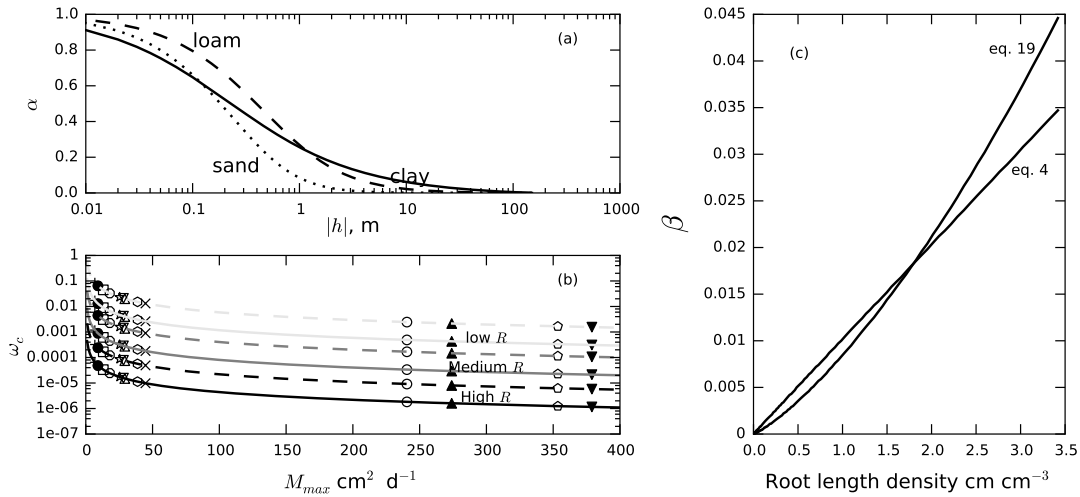 1.0
0.8
0.6
0.4
0.2
0.0
α
loam
sand
clay
(a)
0.01 0.1 1 10 100 1000
|h|, m
1
0.1
0.01
0.001
0.0001
1e-05
1e-06
1e-07
ω_c
(b)
low R
Medium R
High R
0 50 100 150 200 250 300 350 400
M_max cm² d⁻¹
0.045
0.040
0.035
0.030
0.025
0.020
0.015
0.010
0.005
0
β
(c)
eq. 19
eq. 4
0.0 0.5 1.0 1.5 2.0 2.5 3.0 3.5
Root length density cm cm⁻³